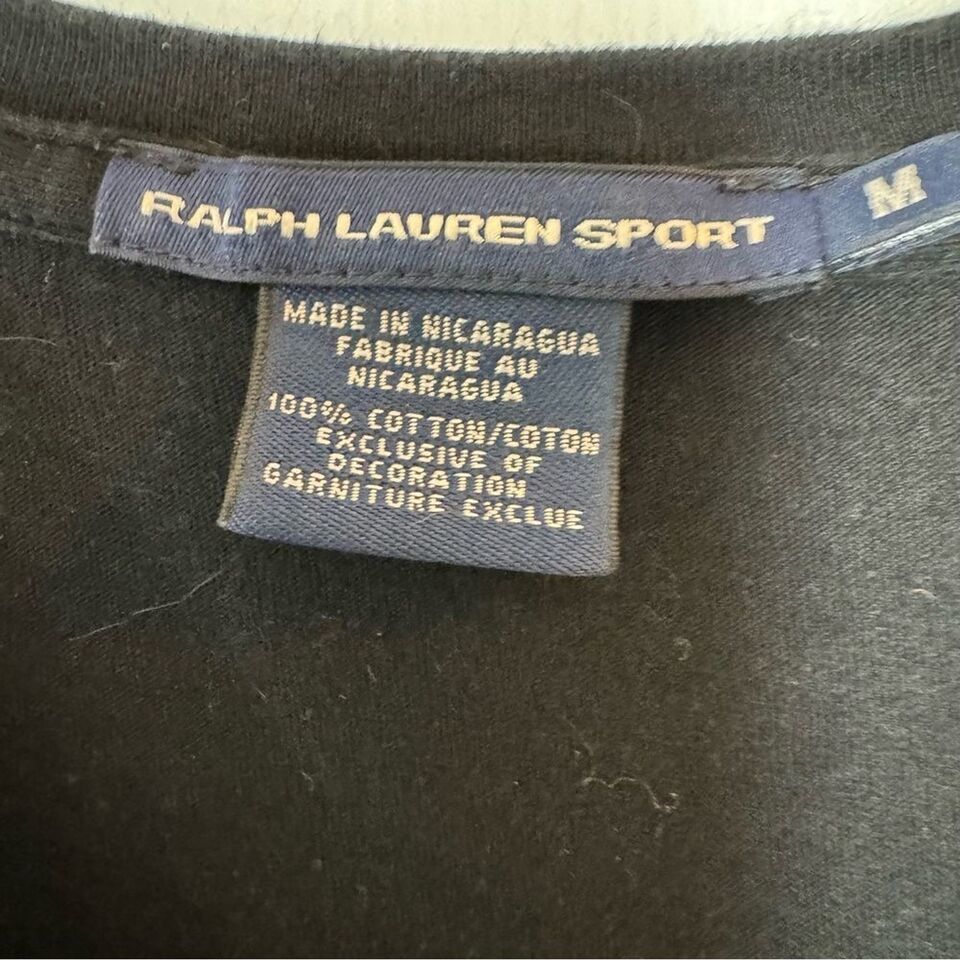 RALPH LAUREN SPORT
M
MADE IN NICARAGUA
FABRIQUE AU
NICARAGUA
100% COTTON/COTON
EXCLUSIVE OF
DECORATION
GARNITURE EXCLUE